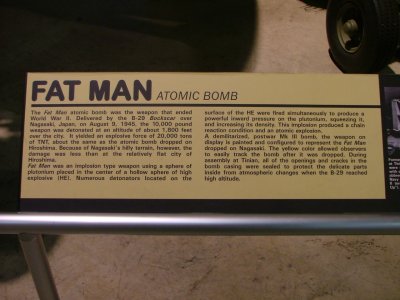 FAT MAN ATOMIC BOMB
The Fat Man atomic bomb was the weapon that ended
World War II. Delivered by the B-29 Bockscar over
Nagasaki, Japan, on August 9, 1945, the 10,000 pound
weapon was detonated at an altitude of about 1,800 feet
over the city. It yielded an explosive force of 20,000 tons
of TNT, about the same as the atomic bomb dropped on
Hiroshima. Because of Nagasaki's hilly terrain, however, the
damage was less than at the relatively flat city of
Hiroshima.
Fat Man was an implosion type weapon using a sphere of
plutonium placed in the center of a hollow sphere of high
explosive (HE). Numerous detonators located on the
surface of the HE were fired simultaneously to produce a
powerful inward pressure on the plutonium, squeezing it,
and increasing its density. This implosion produced a chain
reaction condition and an atomic explosion.
A demilitarized, postwar Mk III bomb, the weapon on
display is painted and configured to represent the Fat Man
dropped on Nagasaki. The yellow color allowed observers
to easily track the bomb after it was dropped. During
assembly at Tinian, all of the openings and cracks in the
bomb casing were sealed to protect the delicate parts
inside from atmospheric changes when the B-29 reached
high altitude.